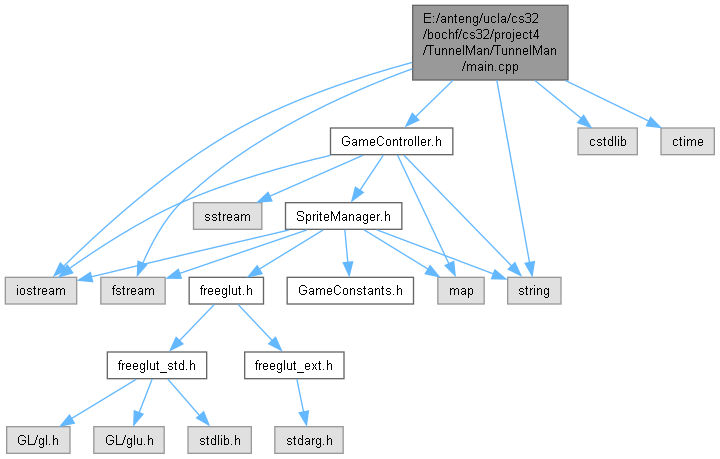 E:/anteng/ucla/cs32
/bochf/cs32/project4
/TunnelMan/TunnelMan
/main.cpp
GameController.h
cstdlib
ctime
sstream
SpriteManager.h
iostream
fstream
freeglut.h
GameConstants.h
map
string
freeglut_std.h
freeglut_ext.h
GL/gl.h
GL/glu.h
stdlib.h
stdarg.h